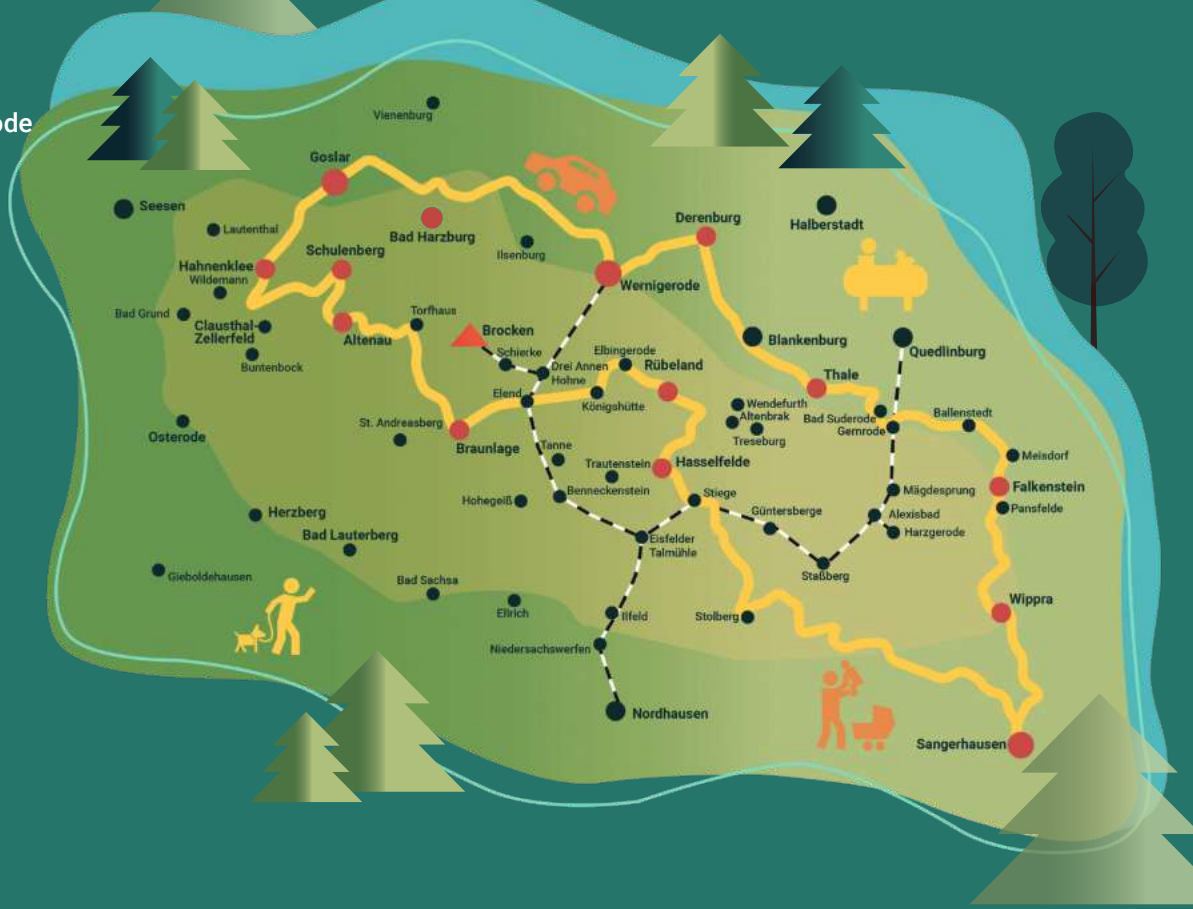 ode
Vienenburg
Goslar
Seesen
Lautenthal
Bad Harzburg
Derenburg
Halberstadt
Schulenberg
Ilsenburg
Hahnenklee
Wildemann
Wernigerode
Bad Grund
Torfhaus
Clausthal-
Zellerfeld
Altenau
Brocken
Blankenburg
Quedlinburg
Buntenbock
Schierke
Elbingerode
Drei Annen
Hohne
Rübeland
Thale
Elend
Königshütte
Wendefurth
Altenbrak
Treseburg
Bad Suderode
Gernrode
Ballenstedt
St. Andreasberg
Osterode
Braunlage
Tanne
Trautenstein
Hasselfelde
Meisdorf
Benneckenstein
Stiege
Mägdesprung
Falkenstein
Hohegeiß
Güntersberge
Alexisbad
Pansfelde
Herzberg
Harzgerode
Bad Lauterberg
Eisfelder
Talmühle
Gieboldehausen
Bad Sachsa
Staßberg
Ellrich
Ilfeld
Stolberg
Wippra
Niedersachswerfen
Nordhausen
Sangerhausen